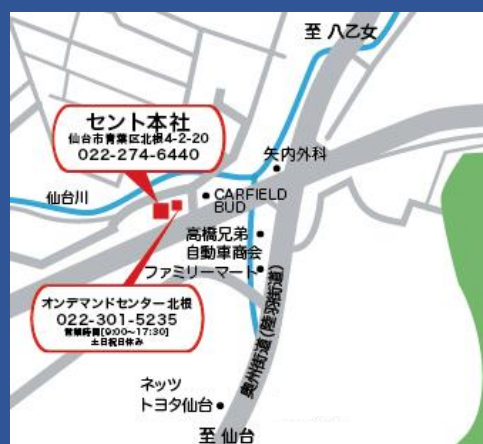 至 八乙女
セント本社
仙台市青葉区北根4-2-20
022-274-6440
矢内外科
仙台川
CARFIELD
BUD
高橋兄弟
自動車商会
ファミリーマート
オンデマンドセンター北根
022-301-5235
営業時間[9:00〜17:30]
土日祝日休み
奥州街道(陸羽街道)
ネッツ
トヨタ仙台
至 仙台